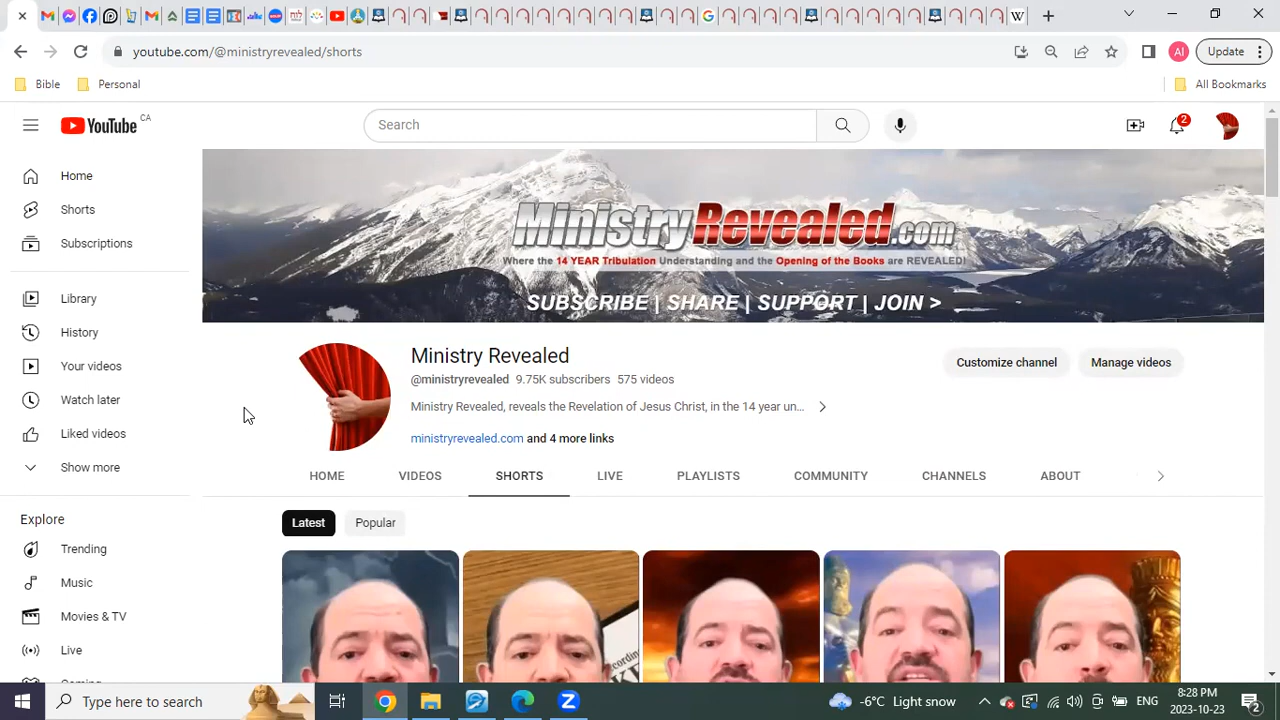 youtube.com/@ministryrevealed/shorts
AI
Update
Bible
Personal
All Bookmarks
YouTube CA
Search
2
Home
Shorts
Subscriptions
Library
History
Your videos
Watch later
Liked videos
Show more
Explore
Trending
Music
Movies & TV
Live
MinistryRevealed.com
Where the 14 YEAR Tribulation Understanding and the Opening of the Books are REVEALED!
SUBSCRIBE | SHARE | SUPPORT | JOIN >
Ministry Revealed
@ministryrevealed 9.75K subscribers 575 videos
Ministry Revealed, reveals the Revelation of Jesus Christ, in the 14 year un...
ministryrevealed.com and 4 more links
Customize channel
Manage videos
HOME VIDEOS SHORTS LIVE PLAYLISTS COMMUNITY CHANNELS ABOUT
Latest Popular
Type here to search
-6°C Light snow
ENG
8:28 PM
2023-10-23
2